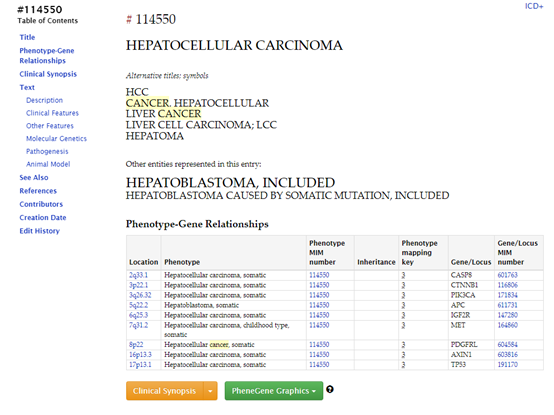 #114550
Table of Contents
Title
Phenotype-Gene
Relationships
Clinical Synopsis
Text
Description
Clinical Features
Other Features
Molecular Genetics
Pathogenesis
Animal Model
See Also
References
Contributors
Creation Date
Edit History
ICD+
# 114550
HEPATOCELLULAR CARCINOMA
Alternative titles: symbols
HCC
CANCER. HEPATOCELLULAR
LIVER CANCER
LIVER CELL CARCINOMA; LCC
HEPATOMA
Other entities represented in this entry:
HEPATOBLASTOMA, INCLUDED
HEPATOBLASTOMA CAUSED BY SOMATIC MUTATION, INCLUDED
Phenotype-Gene Relationships
Location Phenotype Phenotype MIM number Inheritance Phenotype mapping key Gene/Locus Gene/Locus MIM number
2q33.1 Hepatocellular carcinoma, somatic 114550 3 CASP8 601763
3p22.1 Hepatocellular carcinoma, somatic 114550 3 CTNNB1 116806
3q26.32 Hepatocellular carcinoma, somatic 114550 3 PIK3CA 171834
5q22.2 Hepatoblastoma, somatic 114550 3 APC 611731
6q25.3 Hepatocellular carcinoma, somatic 114550 3 IGF2R 147280
7q31.2 Hepatocellular carcinoma, childhood type, somatic 114550 3 MET 164860
8p22 Hepatocellular cancer, somatic 114550 3 PDGFRL 604584
16p13.3 Hepatocellular carcinoma, somatic 114550 3 AXIN1 603816
17p13.1 Hepatocellular carcinoma, somatic 114550 3 TP53 191170
Clinical Synopsis
PheneGene Graphics
?